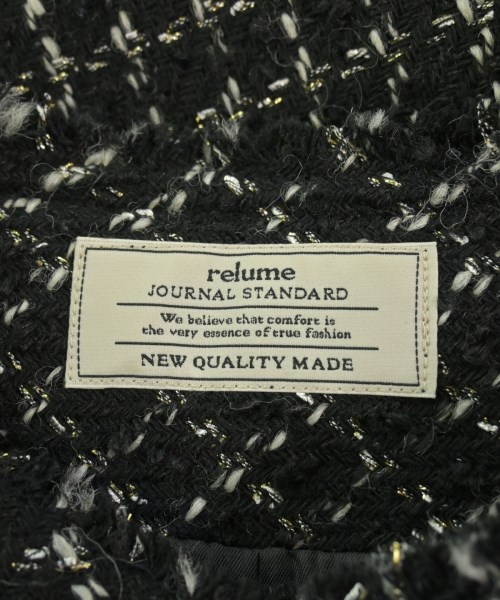 relume
JOURNAL STANDARD
We believe that comfort is
the very essence of true fashion
NEW QUALITY MADE